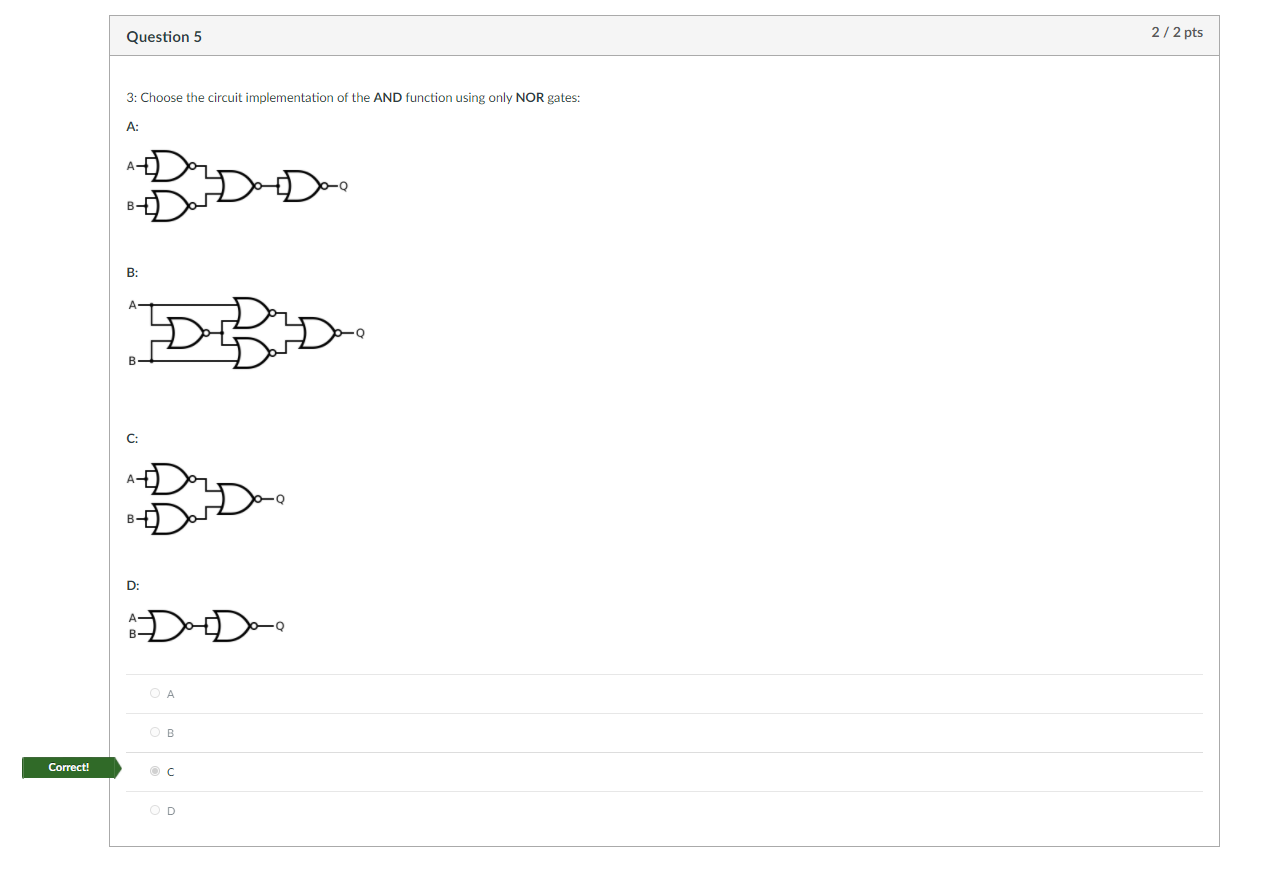 Question 5
2 / 2 pts
3: Choose the circuit implementation of the AND function using only NOR gates:
A:
A
B
Q
B:
A
B
Q
C:
A
B
Q
D:
A
B
Q
A
B
Correct!
C
D